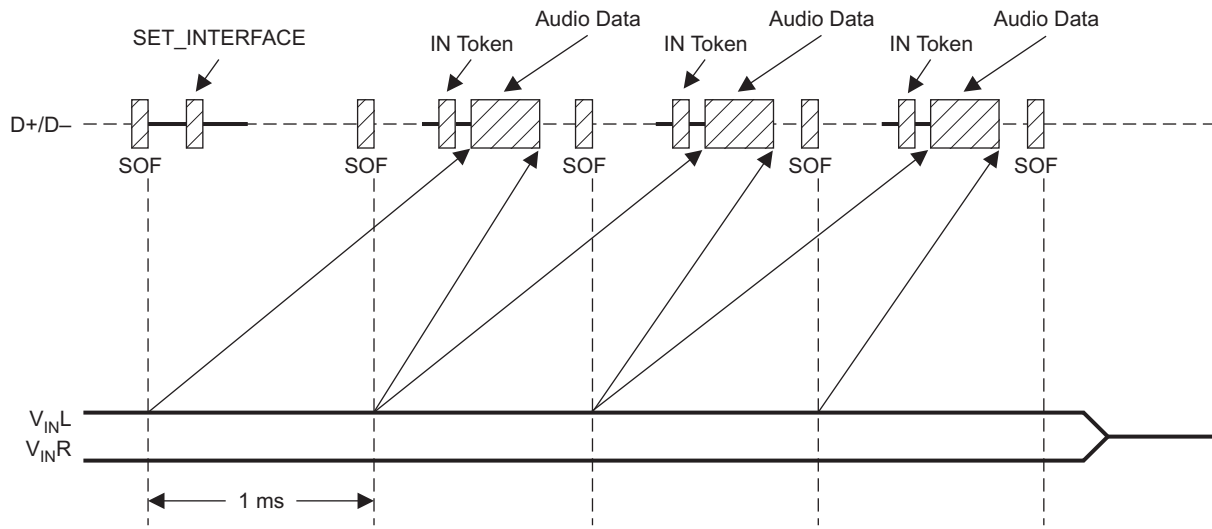 SET_INTERFACE
IN Token
Audio Data
IN Token
Audio Data
IN Token
Audio Data
D+/D–
SOF
SOF
SOF
SOF
SOF
VINL
VINR
1 ms